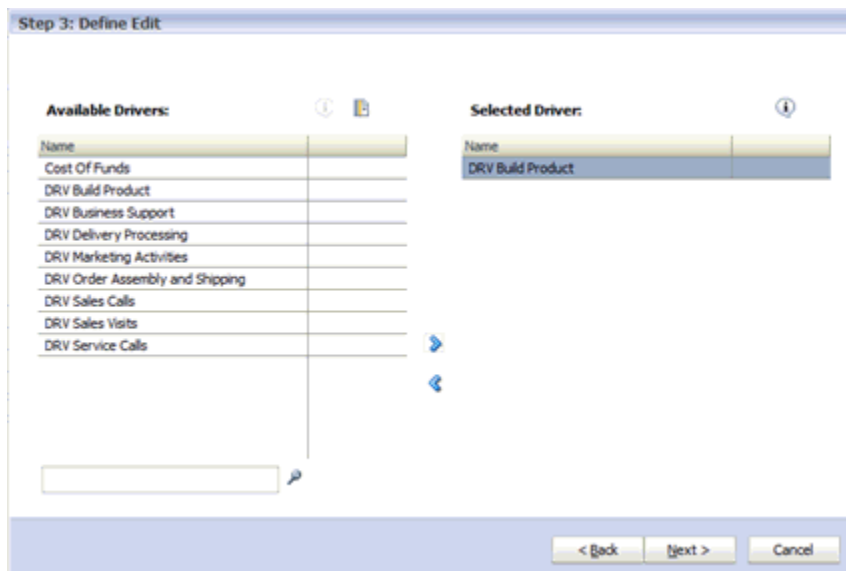 Step 3: Define Edit
Available Drivers:
Name
Cost Of Funds
DRV Build Product
DRV Business Support
DRV Delivery Processing
DRV Marketing Activities
DRV Order Assembly and Shipping
DRV Sales Calls
DRV Sales Visits
DRV Service Calls
Selected Driver:
Name
DRV Build Product
< Back
Next >
Cancel